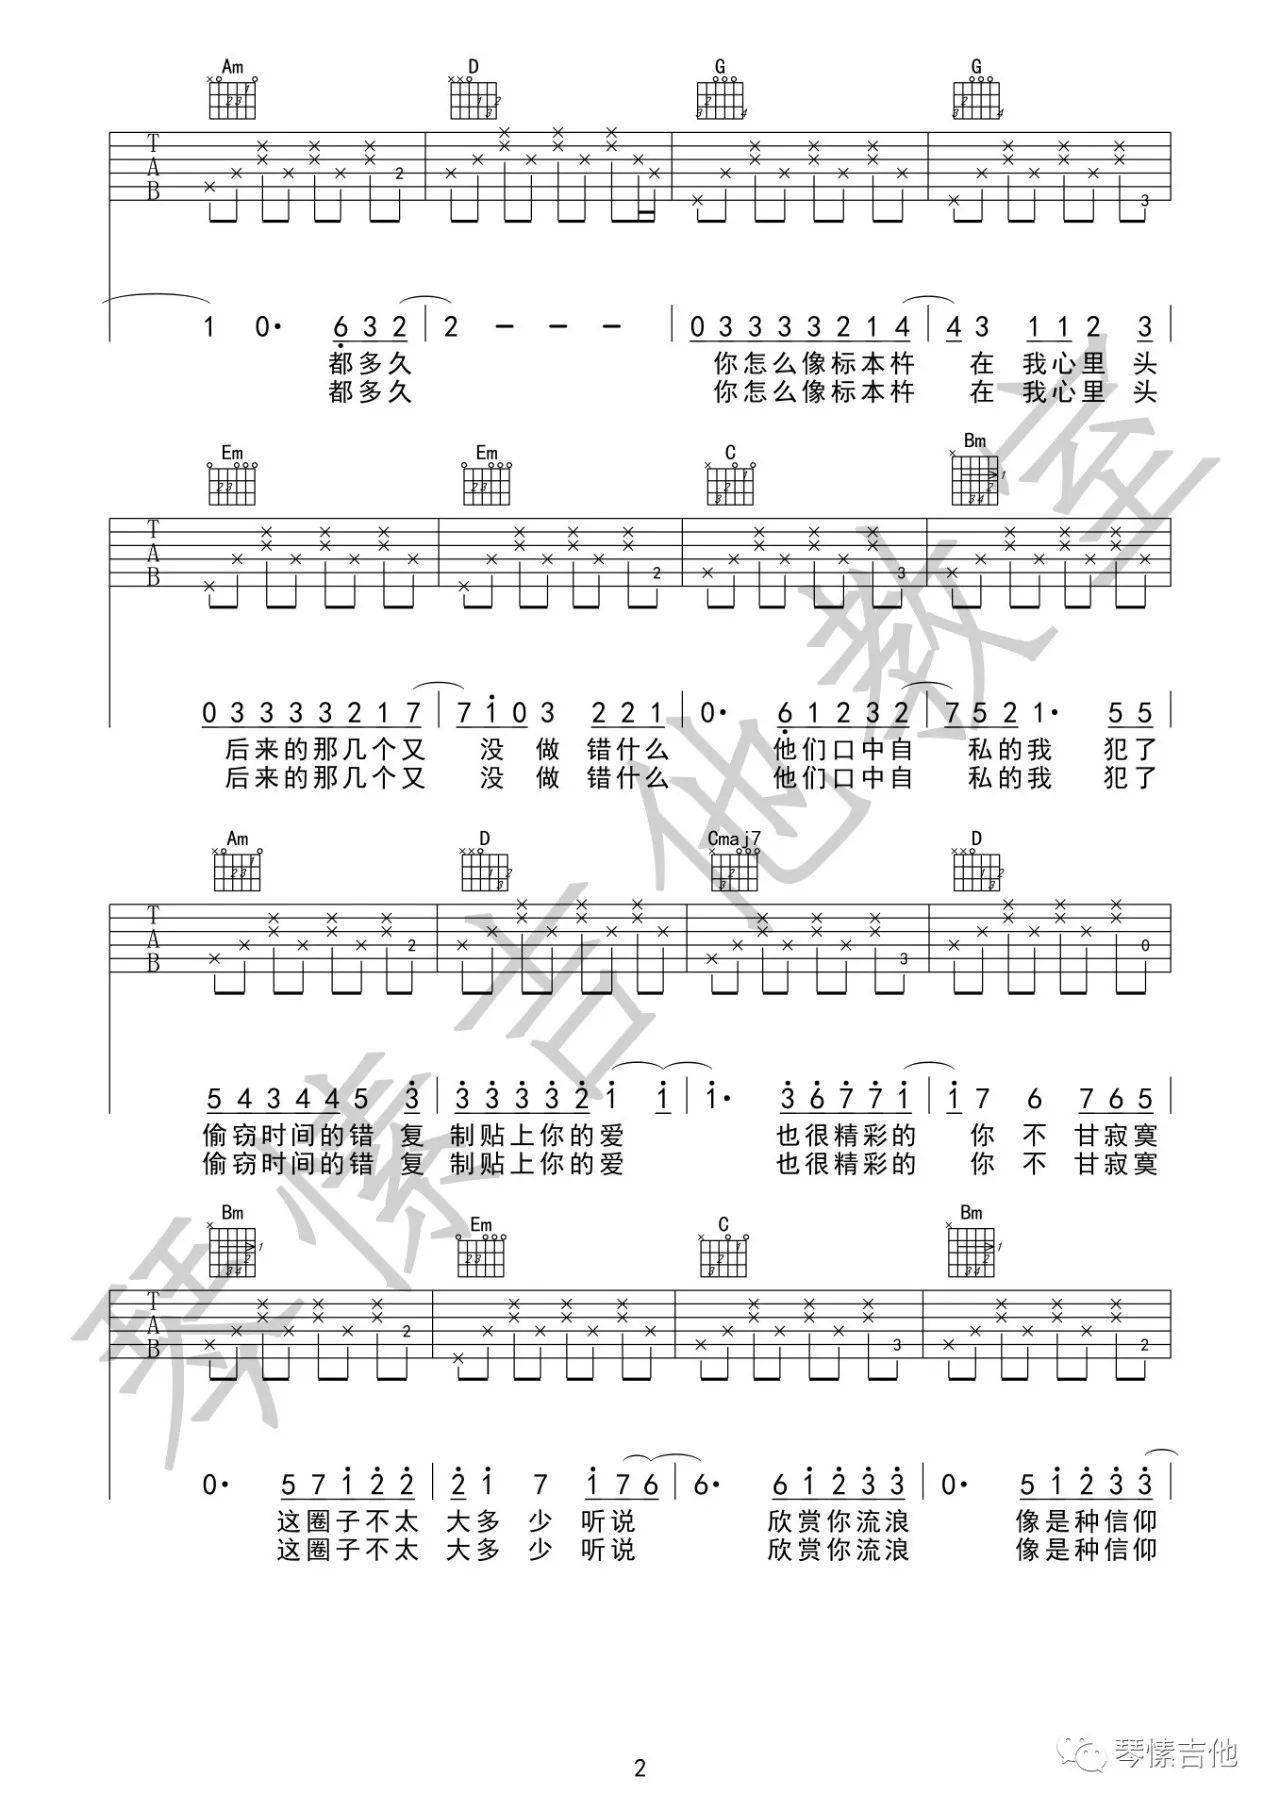 Am D G G
T
A
B
2 3
1 0· 6 3 2 2 — — — 0 3 3 3 3 2 1 4 4 3 1 1 2 3
都多久 你怎么像标本杵 在 我心里头
都多久 你怎么像标本杵 在 我心里头
Em Em C Bm
T
A
B
2 3
0 3 3 3 3 2 1 7 7 1 0 3 2 2 1 0· 6 1 2 3 2 7 5 2 1· 5 5
后来的那几个又 没 做 错什么 他们口中自 私的我 犯了
后来的那几个又 没 做 错什么 他们口中自 私的我 犯了
Am D Cmaj7 D
T
A
B
2 3 0
5 4 3 4 4 5 3 3 3 3 3 2 1 1 1· 3 6 7 7 1 1 7 6 7 6 5
偷窃时间的错 复 制贴上你的爱 也很精彩的 你 不 甘寂寞
偷窃时间的错 复 制贴上你的爱 也很精彩的 你 不 甘寂寞
Bm Em C Bm
T
A
B
2 3 2
0· 5 7 1 2 2 2 1 7 1 7 6 6· 6 1 2 3 3 0· 5 1 2 3 3
这圈子不太 大多 少 听说 欣赏你流浪 像是种信仰
这圈子不太 大多 少 听说 欣赏你流浪 像是种信仰
琴愫吉他教室
琴愫吉他
2